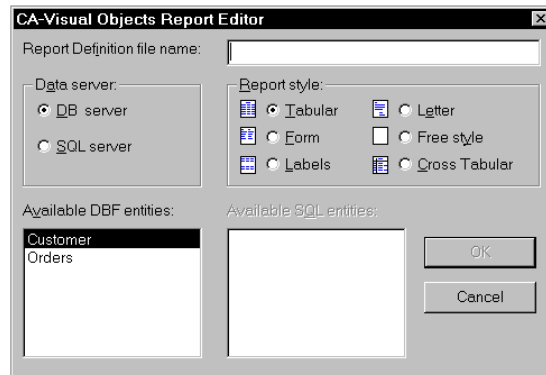 CA-Visual Objects Report Editor
Report Definition file name:
Data server:
DB server
SQL server
Report style:
Tabular
Form
Labels
Letter
Free style
Cross Tabular
Available DBF entities:
Customer
Orders
Available SQL entities:
OK
Cancel